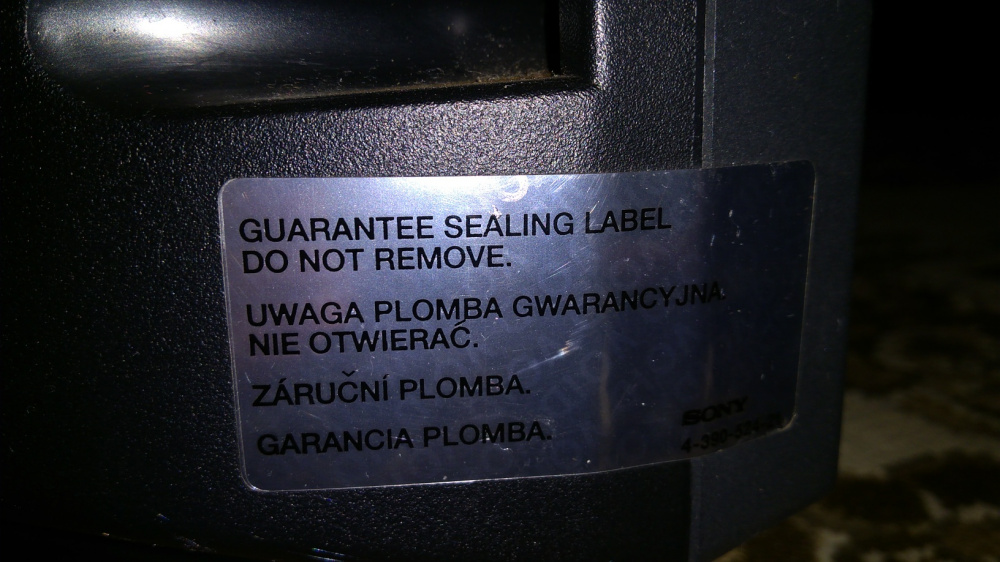 GUARANTEE SEALING LABEL
DO NOT REMOVE.
UWAGA PLOMBA GWARANCYJNA.
NIE OTWIERAĆ.
ZÁRUČNÍ PLOMBA.
GARANCIA PLOMBA.
SONY